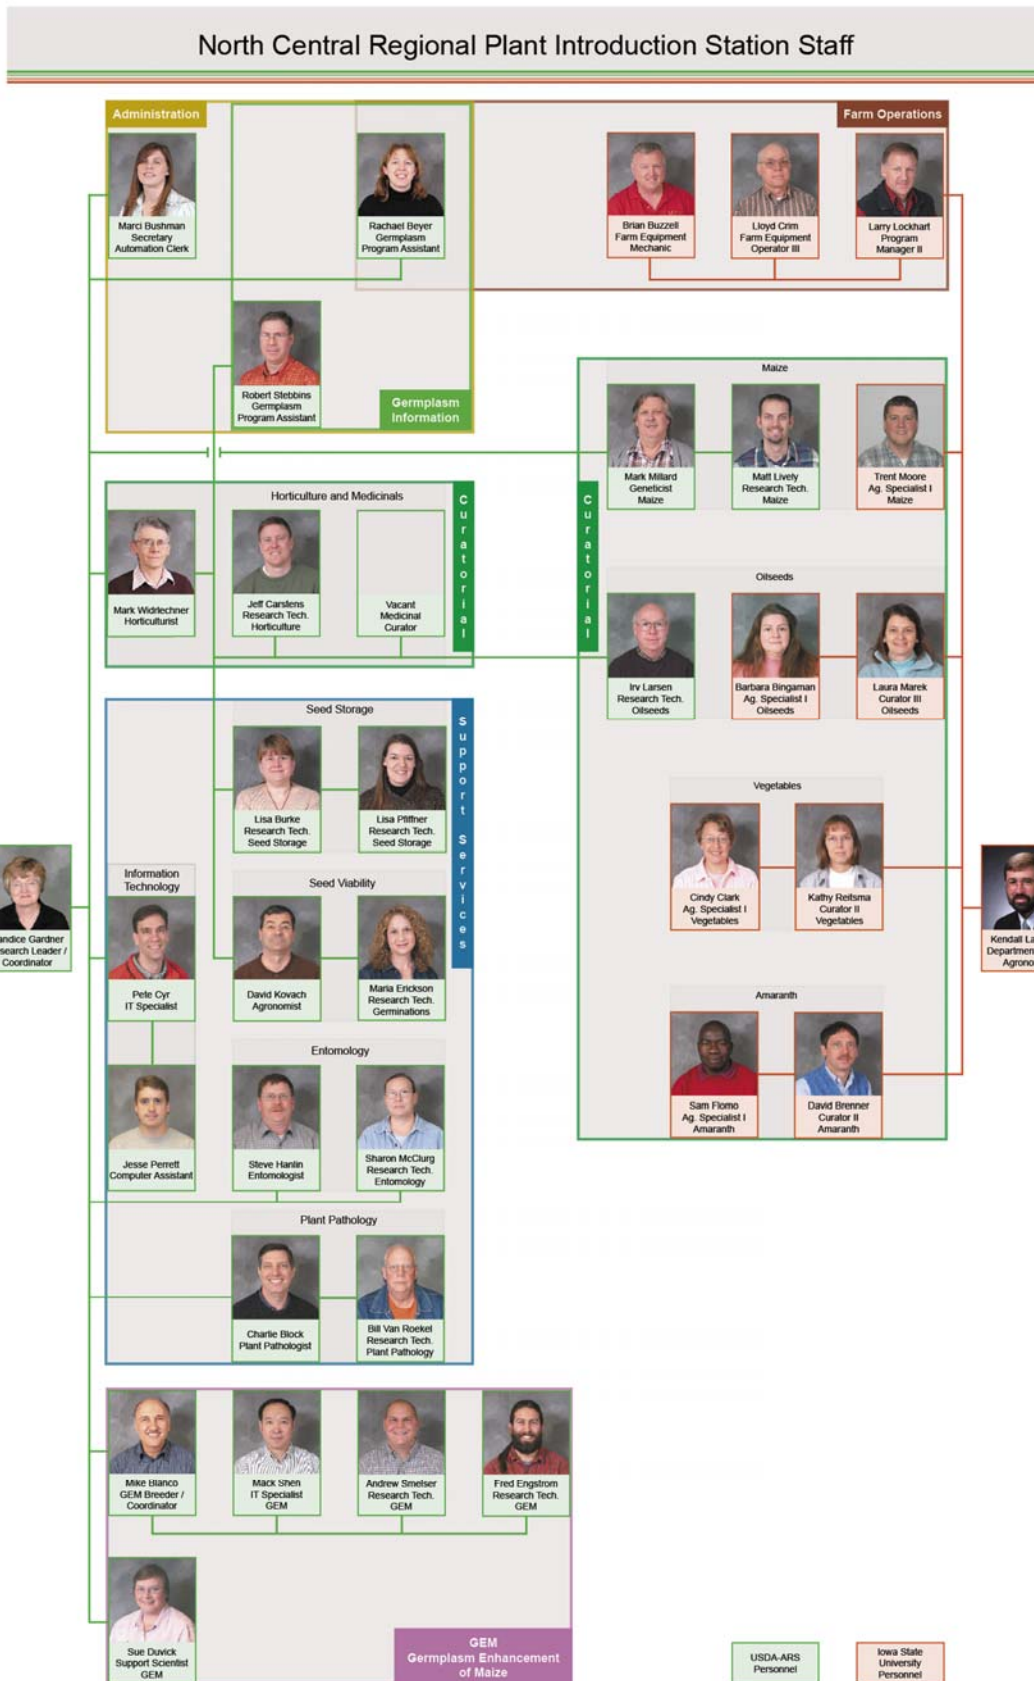 North Central Regional Plant Introduction Station Staff
Administration
Farm Operations
Marci Bushman
Secretary
Automation Clerk
Rachael Beyer
Germplasm
Program Assistant
Brian Buzzell
Farm Equipment
Mechanic
Lloyd Crim
Farm Equipment
Operator III
Larry Lockhart
Program
Manager II
Robert Stebbins
Germplasm
Program Assistant
Germplasm
Information
Maize
Mark Millard
Geneticist
Maize
Matt Lively
Research Tech.
Maize
Trent Moore
Ag. Specialist I
Maize
Horticulture and Medicinals
Curatorial
Curatorial
Mark Widrlechner
Horticulturist
Jeff Carstens
Research Tech.
Horticulture
Vacant
Medicinal
Curator
Oilseeds
Irv Larsen
Research Tech.
Oilseeds
Barbara Bingaman
Ag. Specialist I
Oilseeds
Laura Marek
Curator III
Oilseeds
Support Services
Seed Storage
Lisa Burke
Research Tech.
Seed Storage
Lisa Pfiffner
Research Tech.
Seed Storage
Vegetables
Cindy Clark
Ag. Specialist I
Vegetables
Kathy Reitsma
Curator II
Vegetables
Information
Technology
Seed Viability
andice Gardner
search Leader /
Coordinator
Pete Cyr
IT Specialist
David Kovach
Agronomist
Maria Erickson
Research Tech.
Germinations
Kendall La
Department
Agrono
Amaranth
Sam Flomo
Ag. Specialist I
Amaranth
David Brenner
Curator II
Amaranth
Entomology
Jesse Perrett
Computer Assistant
Steve Hanlin
Entomologist
Sharon McClurg
Research Tech.
Entomology
Plant Pathology
Charlie Block
Plant Pathologist
Bill Van Roekel
Research Tech.
Plant Pathology
Mike Blanco
GEM Breeder /
Coordinator
Mack Shen
IT Specialist
GEM
Andrew Smelser
Research Tech.
GEM
Fred Engstrom
Research Tech.
GEM
Sue Duvick
Support Scientist
GEM
GEM
Germplasm Enhancement
of Maize
USDA-ARS
Personnel
Iowa State
University
Personnel